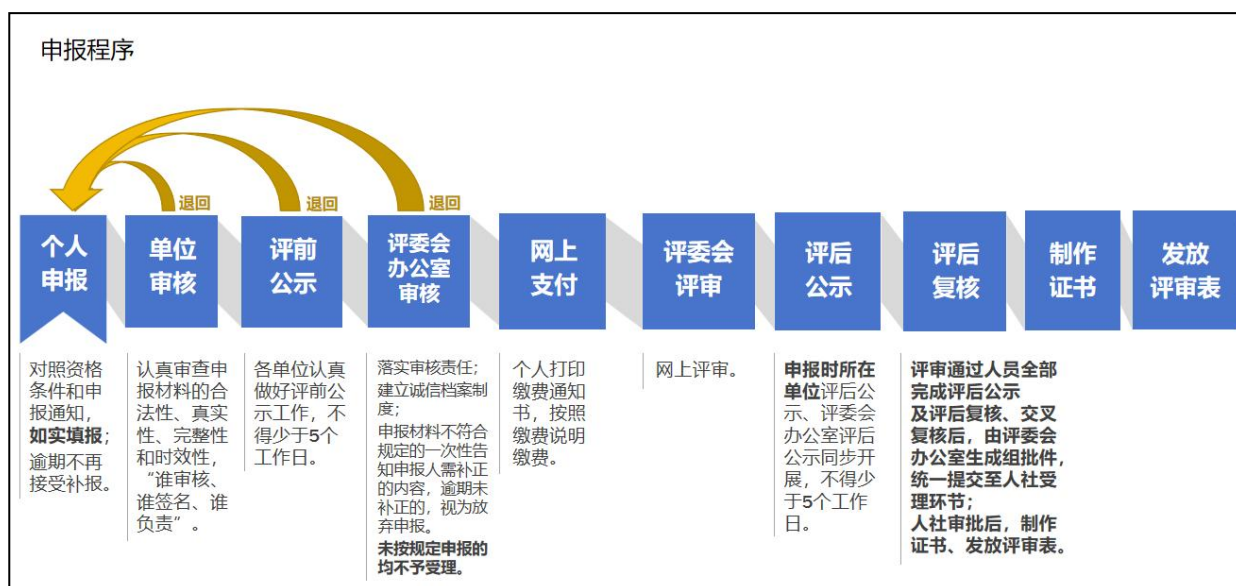 申报程序
退回
退回
退回
个人
申报
单位
审核
评前
公示
评委会
办公室
审核
网上
支付
评委会
评审
评后
公示
评后
复核
制作
证书
发放
评审表
对照资格
条件和申
报通知，
如实填报；
逾期不再
接受补报。
认真审查申
报材料的合
法性、真实
性、完整性
和时效性，
“谁审核、
谁签名、谁
负责”。
各单位认真
做好评前公
示工作，不
得少于5个
工作日。
落实审核责任；
建立诚信档案制
度；
申报材料不符合
规定的一次性告
知申报人需补正
的内容，逾期未
补正的，视为放
弃申报。
未按规定申报的
均不予受理。
个人打印
缴费通知
书，按照
缴费说明
缴费。
网上评审。
申报时所在
单位评后公
示、评委会
办公室评后
公示同步开
展，不得少
于5个工作
日。
评审通过人员全部
完成评后公示
及评后复核、交叉
复核后，由评委会
办公室生成组批件，
统一提交至人社受
理环节；
人社审批后，制作
证书、发放评审表。